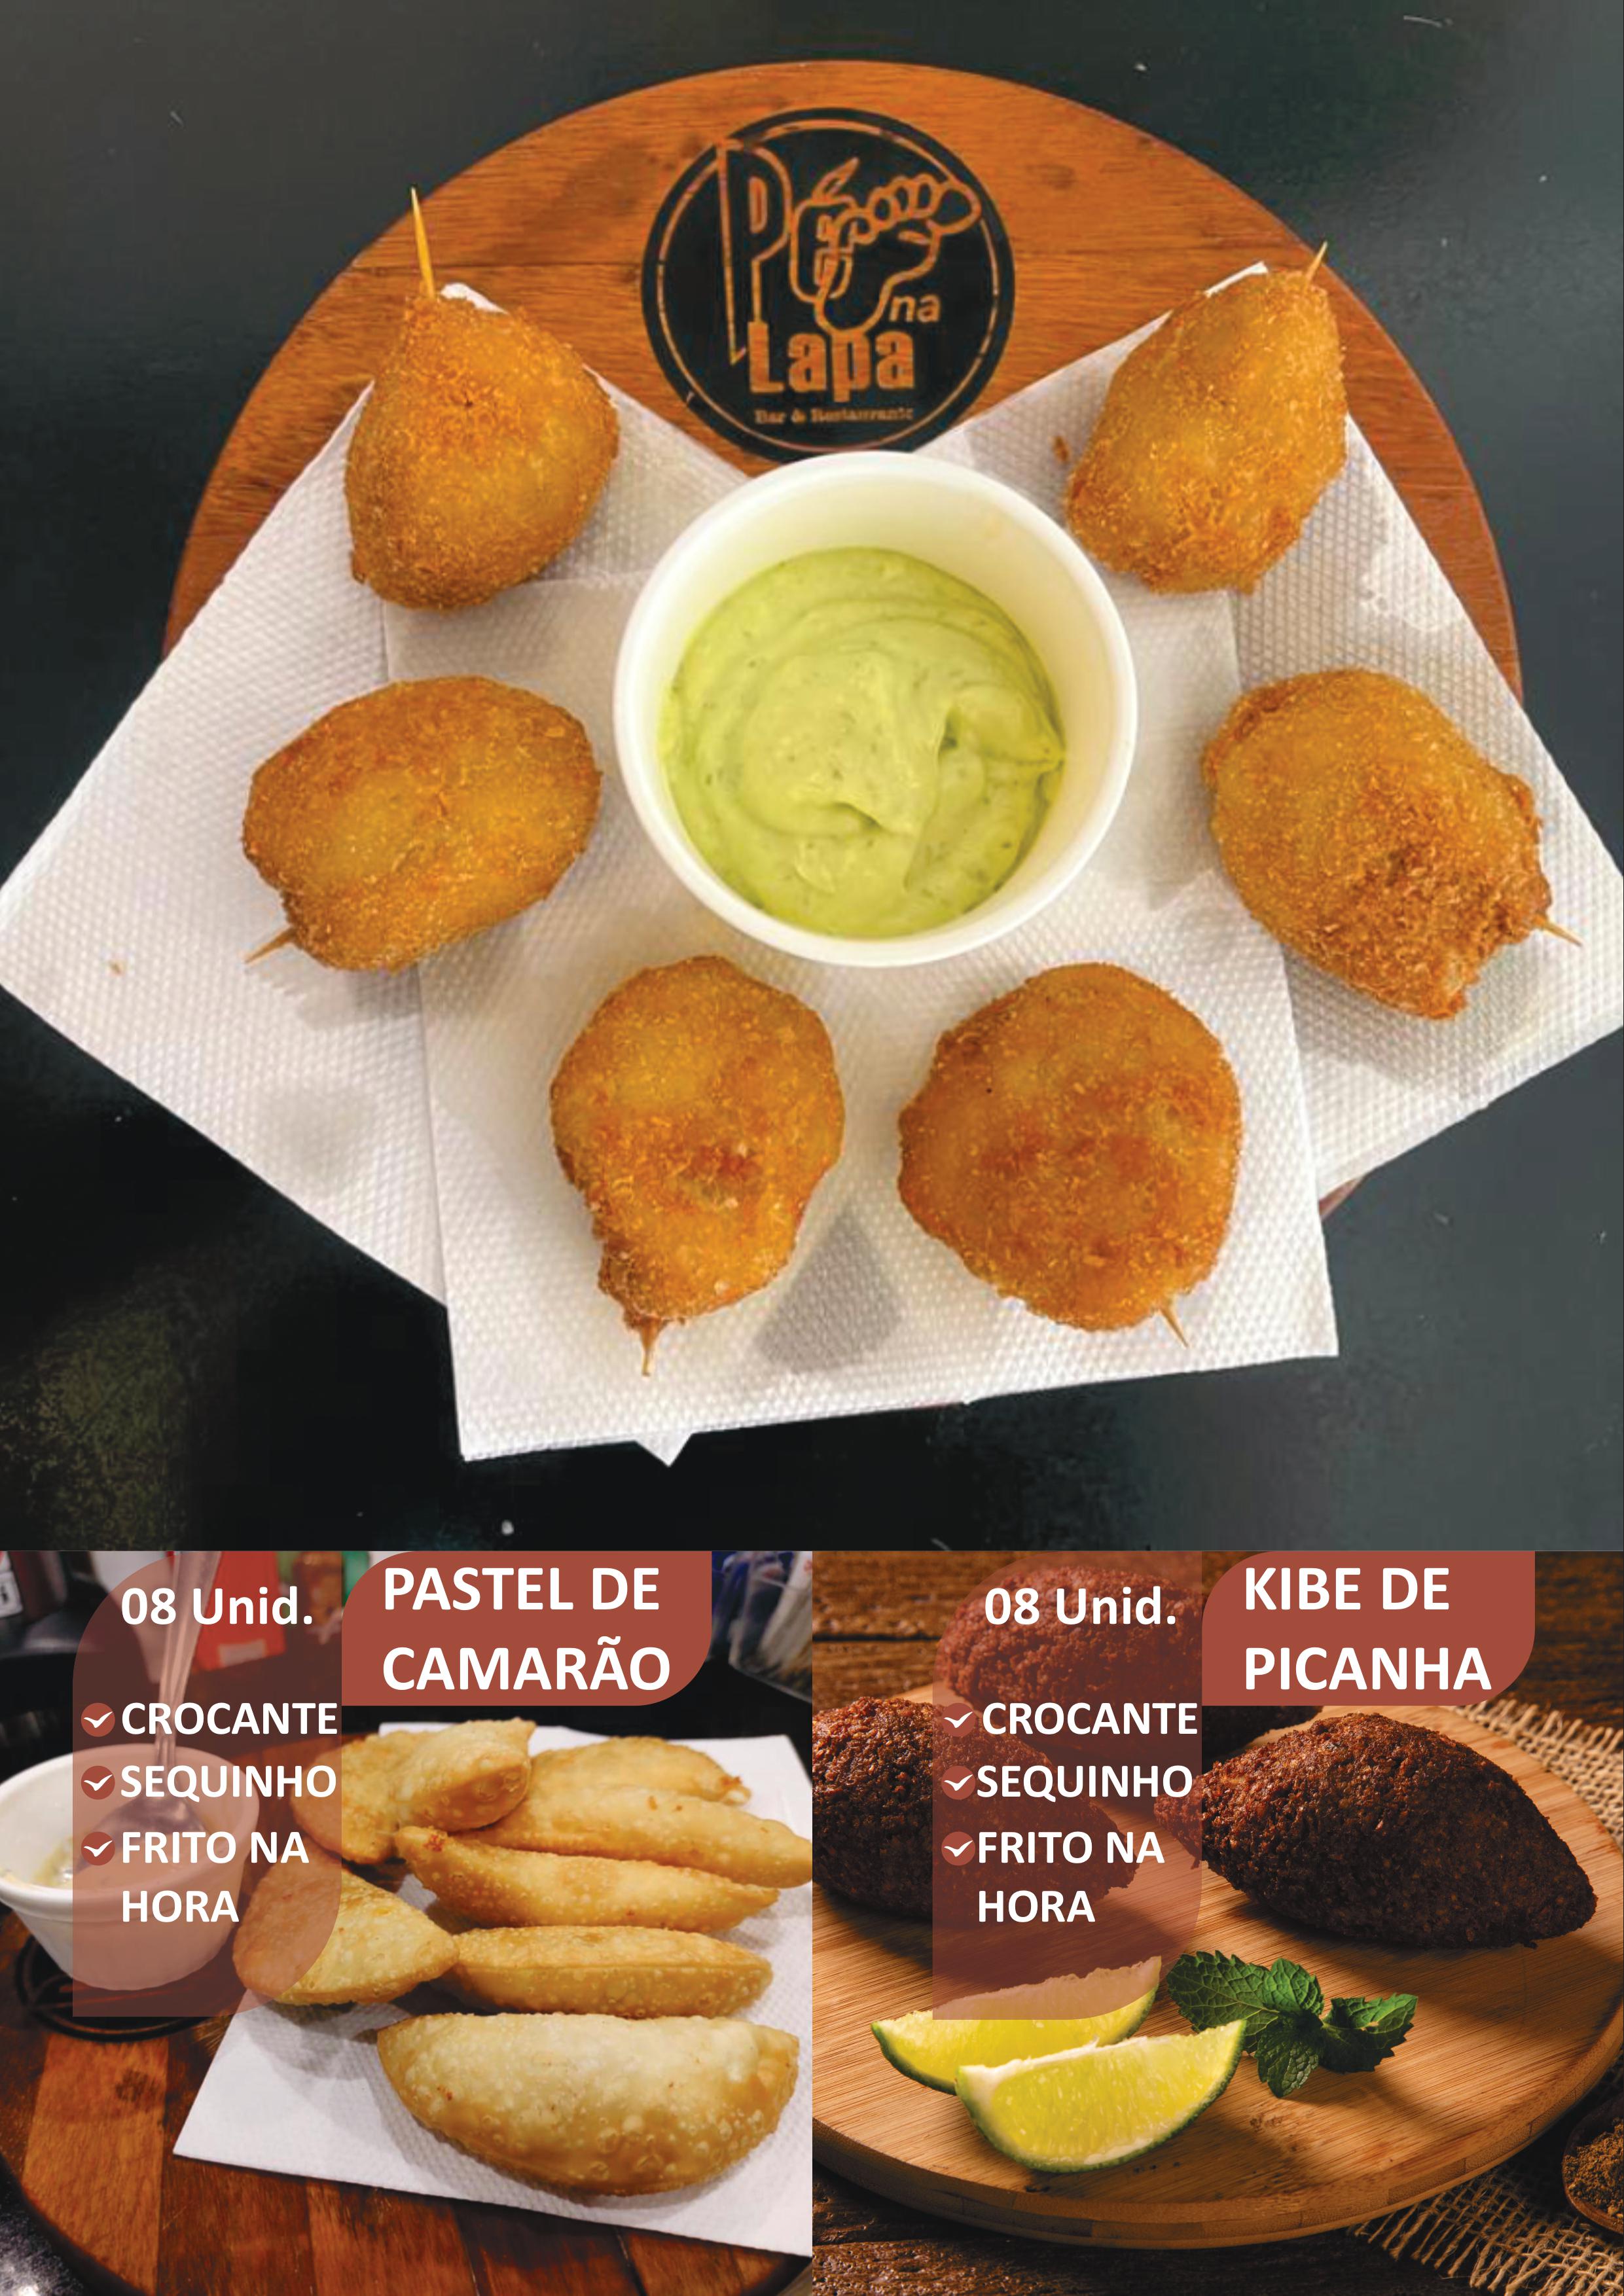 PÉ na
Lapa
Bar & Restaurante
08 Unid.
PASTEL DE
CAMARÃO
CROCANTE
SEQUINHO
FRITO NA
HORA
08 Unid.
KIBE DE
PICANHA
CROCANTE
SEQUINHO
FRITO NA
HORA